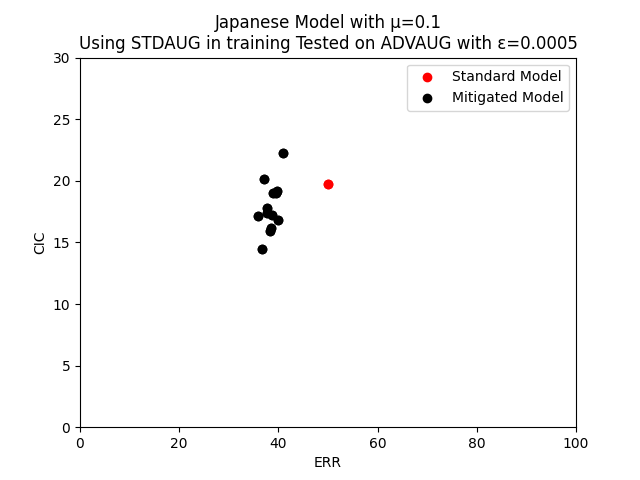 Japanese Model with μ=0.1
Using STDAUG in training Tested on ADVAUG with ε=0.0005
Standard Model
Mitigated Model
30
25
20
15
10
5
0
CIC
0 20 40 60 80 100
ERR